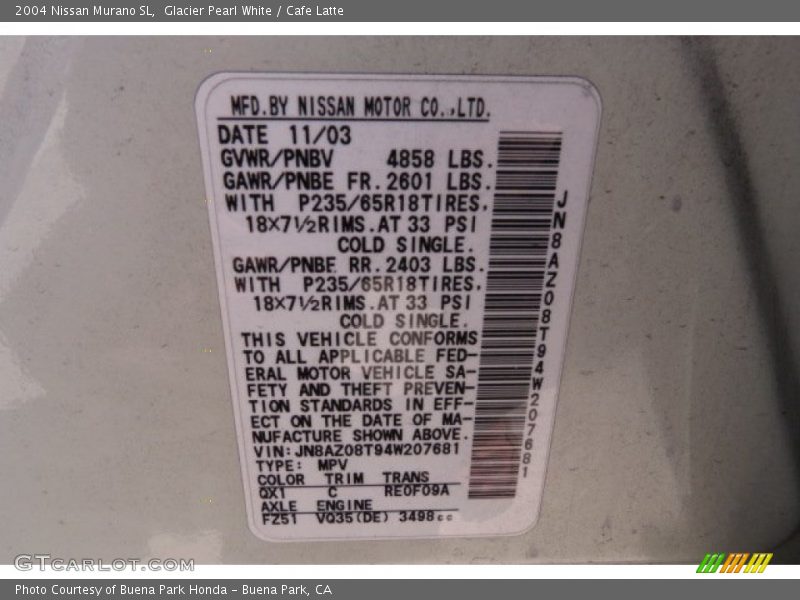 2004 Nissan Murano SL,  Glacier Pearl White / Cafe Latte
MFD.BY NISSAN MOTOR CO.,LTD.
DATE 11/03
GVWR/PNBV 4858 LBS.
GAWR/PNBE FR.2601 LBS.
WITH P235/65R18TIRES.
18×7½RIMS.AT 33 PSI
COLD SINGLE.
GAWR/PNBE RR.2403 LBS.
WITH P235/65R18TIRES.
18×7½RIMS.AT 33 PSI
COLD SINGLE.
THIS VEHICLE CONFORMS
TO ALL APPLICABLE FED-
ERAL MOTOR VEHICLE SA-
FETY AND THEFT PREVEN-
TION STANDARDS IN EFF-
ECT ON THE DATE OF MA-
NUFACTURE SHOWN ABOVE.
VIN:JN8AZ08T94W207681
TYPE: MPV
COLOR TRIM TRANS
QX1 C RE0F09A
AXLE ENGINE
FZ51 VQ35(DE) 3498cc
JN8AZ08T94W207681
GTCARLOT.COM
Photo Courtesy of Buena Park Honda - Buena Park, CA